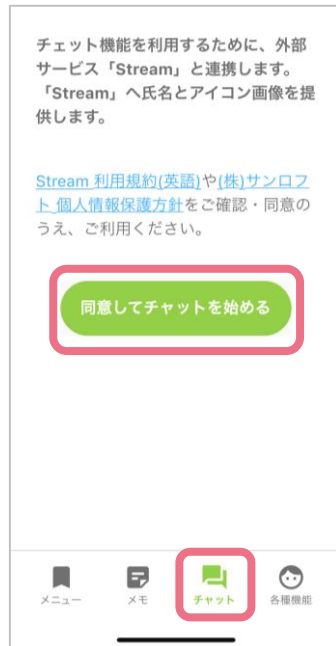 チェット機能を利用するために、外部
サービス「Stream」と連携します。
「Stream」へ氏名とアイコン画像を提
供します。
Stream 利用規約(英語)や(株)サンロフ
ト 個人情報保護方針をご確認・同意の
うえ、ご利用ください。
同意してチャットを始める
メニュー メモ チャット 各種機能